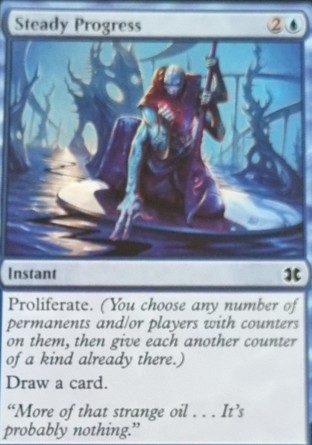 Steady Progress 2
Instant
Proliferate. (You choose any number of
permanents and/or players with counters
on them, then give each another counter
of a kind already there.)
Draw a card.
“More of that strange oil . . . It's
probably nothing.”